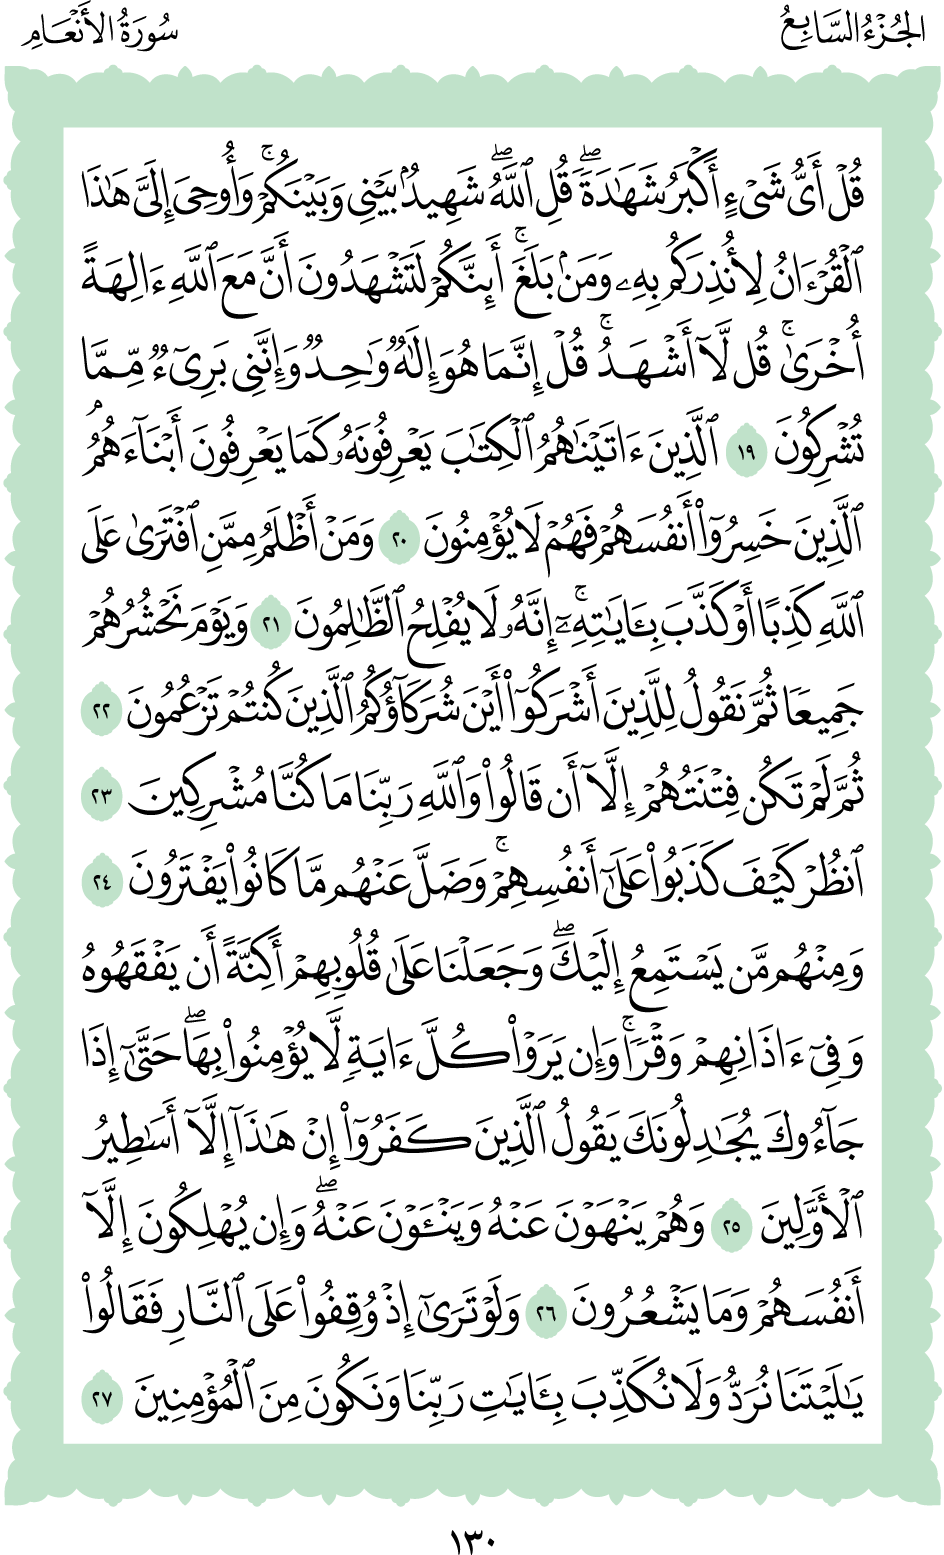 الجُزْءُ السَّابِعُ
سُورَةُ الأَنْعَامِ
قُلْ أَيُّ شَيْءٍ أَكْبَرُ شَهَٰدَةٗۖ قُلِ ٱللَّهُۖ شَهِيدُۢ بَيْنِي وَبَيْنَكُمْۚ وَأُوحِيَ إِلَيَّ هَٰذَا
ٱلْقُرْءَانُ لِأُنذِرَكُم بِهِۦ وَمَنۢ بَلَغَۚ أَئِنَّكُمْ لَتَشْهَدُونَ أَنَّ مَعَ ٱللَّهِ ءَالِهَةً
أُخْرَىٰۚ قُل لَّآ أَشْهَدُۚ قُلْ إِنَّمَا هُوَ إِلَٰهٞ وَٰحِدٞ وَإِنَّنِي بَرِيٓءٞ مِّمَّا
تُشْرِكُونَ ١٩ ٱلَّذِينَ ءَاتَيْنَٰهُمُ ٱلْكِتَٰبَ يَعْرِفُونَهُۥ كَمَا يَعْرِفُونَ أَبْنَآءَهُمُۘ
ٱلَّذِينَ خَسِرُوٓاْ أَنفُسَهُمْ فَهُمْ لَا يُؤْمِنُونَ ٢٠ وَمَنْ أَظْلَمُ مِمَّنِ ٱفْتَرَىٰ عَلَى
ٱللَّهِ كَذِبًا أَوْ كَذَّبَ بِـَٔايَٰتِهِۦٓۚ إِنَّهُۥ لَا يُفْلِحُ ٱلظَّٰلِمُونَ ٢١ وَيَوْمَ نَحْشُرُهُمْ
جَمِيعٗا ثُمَّ نَقُولُ لِلَّذِينَ أَشْرَكُوٓاْ أَيْنَ شُرَكَآؤُكُمُ ٱلَّذِينَ كُنتُمْ تَزْعُمُونَ ٢٢
ثُمَّ لَمْ تَكُن فِتْنَتُهُمْ إِلَّآ أَن قَالُواْ وَٱللَّهِ رَبِّنَا مَا كُنَّا مُشْرِكِينَ ٢٣
ٱنظُرْ كَيْفَ كَذَبُواْ عَلَىٰٓ أَنفُسِهِمْۚ وَضَلَّ عَنْهُم مَّا كَانُواْ يَفْتَرُونَ ٢٤
وَمِنْهُم مَّن يَسْتَمِعُ إِلَيْكَۖ وَجَعَلْنَا عَلَىٰ قُلُوبِهِمْ أَكِنَّةً أَن يَفْقَهُوهُ
وَفِيٓ ءَاذَانِهِمْ وَقْرٗاۚ وَإِن يَرَوْاْ كُلَّ ءَايَةٖ لَّا يُؤْمِنُواْ بِهَاۖ حَتَّىٰٓ إِذَا
جَآءُوكَ يُجَٰدِلُونَكَ يَقُولُ ٱلَّذِينَ كَفَرُوٓاْ إِنْ هَٰذَآ إِلَّآ أَسَٰطِيرُ
ٱلْأَوَّلِينَ ٢٥ وَهُمْ يَنْهَوْنَ عَنْهُ وَيَنْـَٔوْنَ عَنْهُۖ وَإِن يُهْلِكُونَ إِلَّآ
أَنفُسَهُمْ وَمَا يَشْعُرُونَ ٢٦ وَلَوْ تَرَىٰٓ إِذْ وُقِفُواْ عَلَى ٱلنَّارِ فَقَالُواْ
يَٰلَيْتَنَا نُرَدُّ وَلَا نُكَذِّبَ بِـَٔايَٰتِ رَبِّنَا وَنَكُونَ مِنَ ٱلْمُؤْمِنِينَ ٢٧
١٣٠